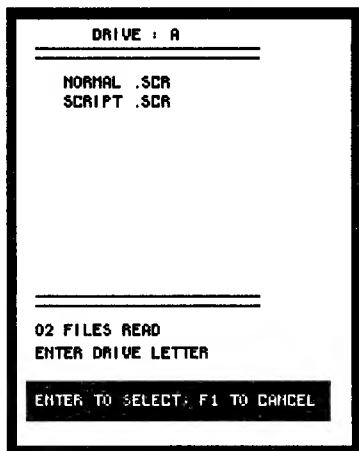 DRIVE : A
NORMAL .SCR
SCRIPT .SCR
02 FILES READ
ENTER DRIVE LETTER
ENTER TO SELECT, F1 TO CANCEL